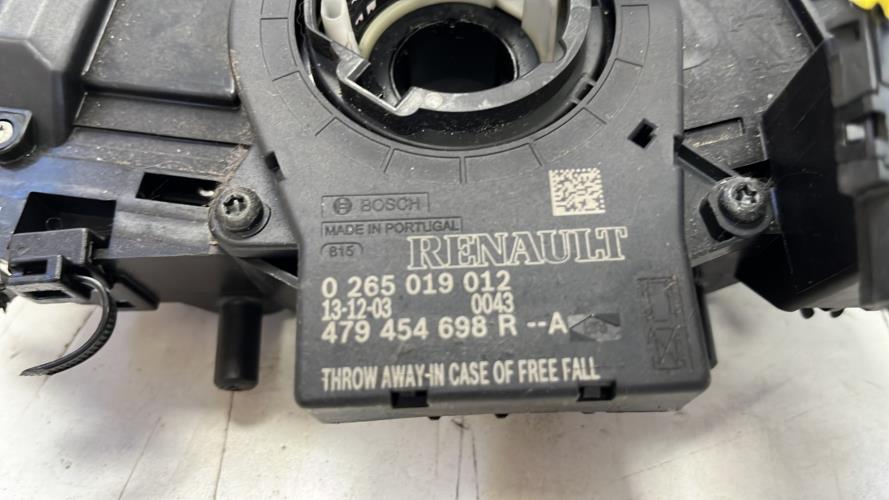 BOSCH
MADE IN PORTUGAL
815
RENAULT
0 265 019 012
13-12-03 0043
479 454 698 R --A
THROW AWAY-IN CASE OF FREE FALL